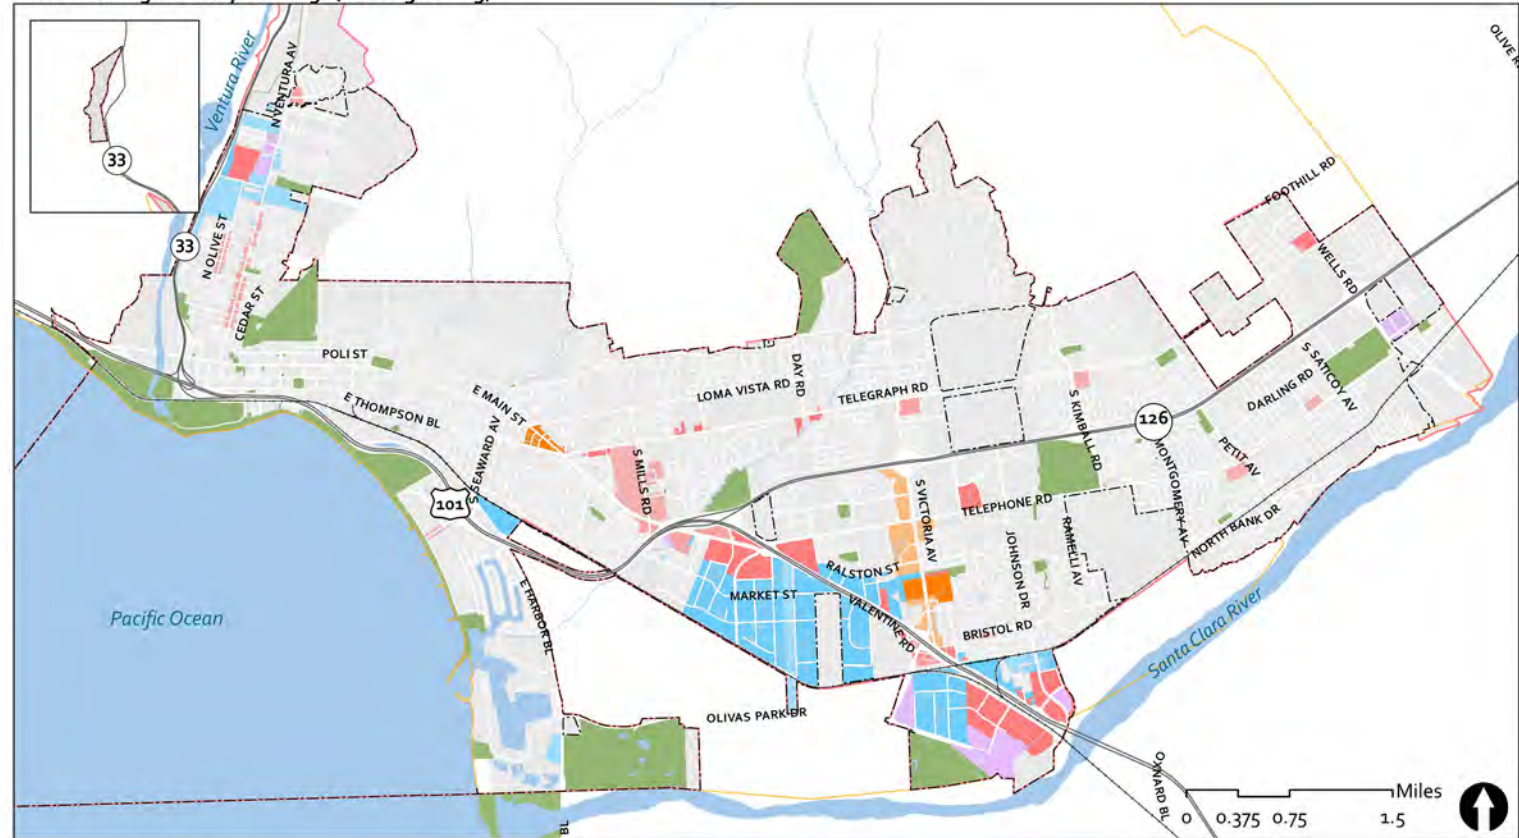 OLIVE R
Ventura River
N VENTURA AV
33
33
FOOTHILL RD
WELLS RD
N OLIVE ST
CEDAR ST
POLI ST
E THOMPSON BL
E MAIN ST
LOMA VISTA RD
DAY RD
TELEGRAPH RD
S KIMBALL RD
126
DARLING RD
S SATICOY AV
PETIT AV
MONTGOMERY AV
S SEAWARD AV
101
S MILLS RD
S VICTORIA AV
TELEPHONE RD
RAMELLI AV
NORTH BANK DR
JOHNSON DR
RALSTON ST
MARKET ST
VALENTINE RD
BRISTOL RD
E HARBOR BL
Pacific Ocean
Santa Clara River
OLIVAS PARK DR
OXNARD BL
BL
Miles
0 0.375 0.75 1.5